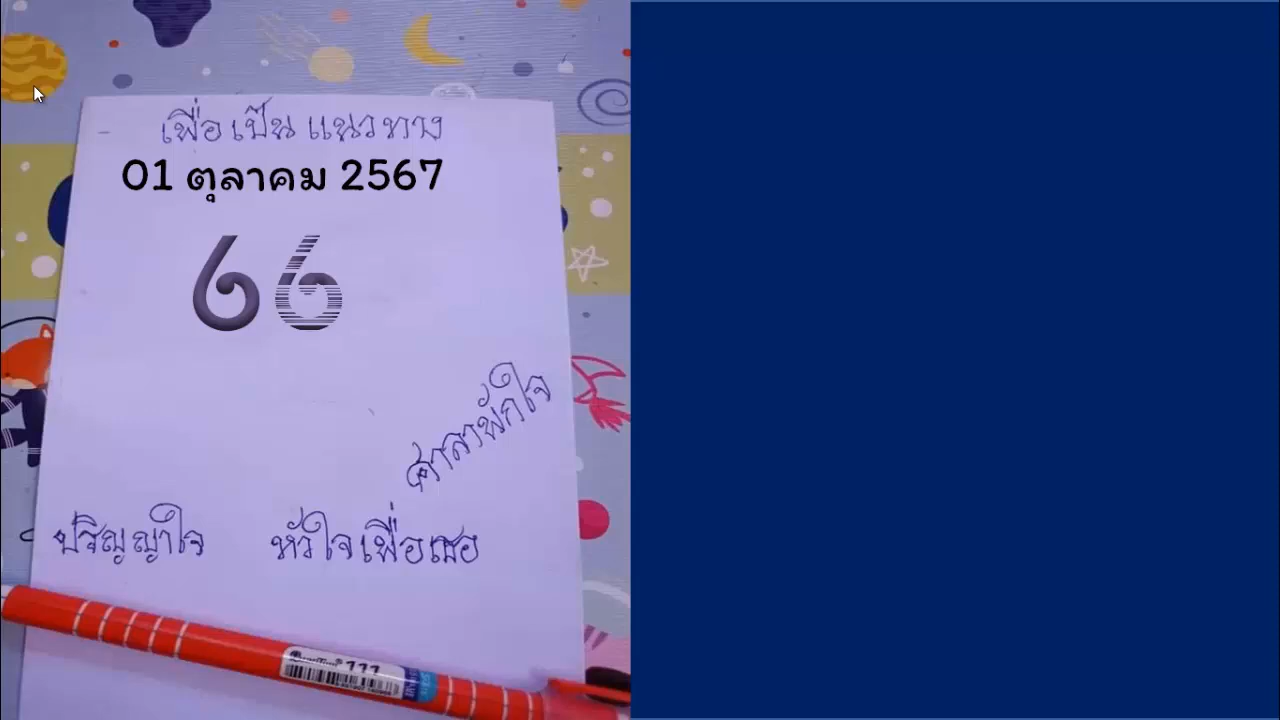 เพื่อ เป็น แนวทาง
01 ตุลาคม 2567
66
ศาลาพักใจ
ปริญญาใจ หัวใจเพื่อเธอ
111